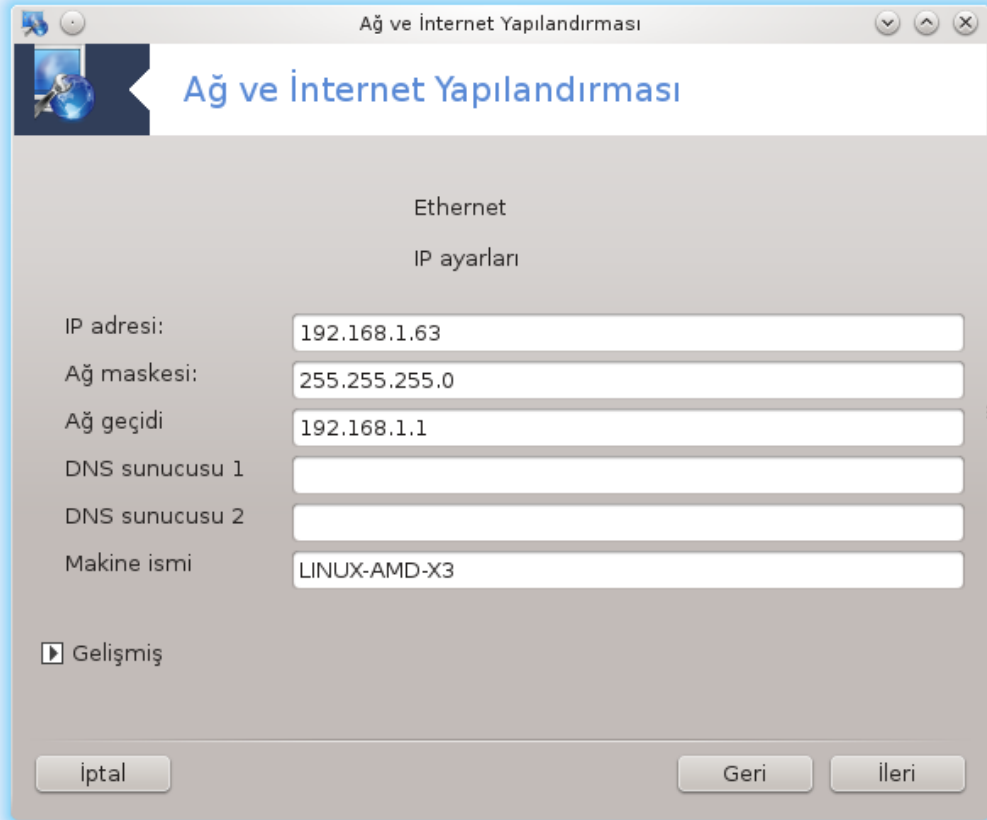 Ağ ve İnternet Yapılandırması
Ağ ve İnternet Yapılandırması
Ethernet
IP ayarları
IP adresi: 192.168.1.63
Ağ maskesi: 255.255.255.0
Ağ geçidi 192.168.1.1
DNS sunucusu 1
DNS sunucusu 2
Makine ismi LINUX-AMD-X3
Gelişmiş
İptal Geri İleri